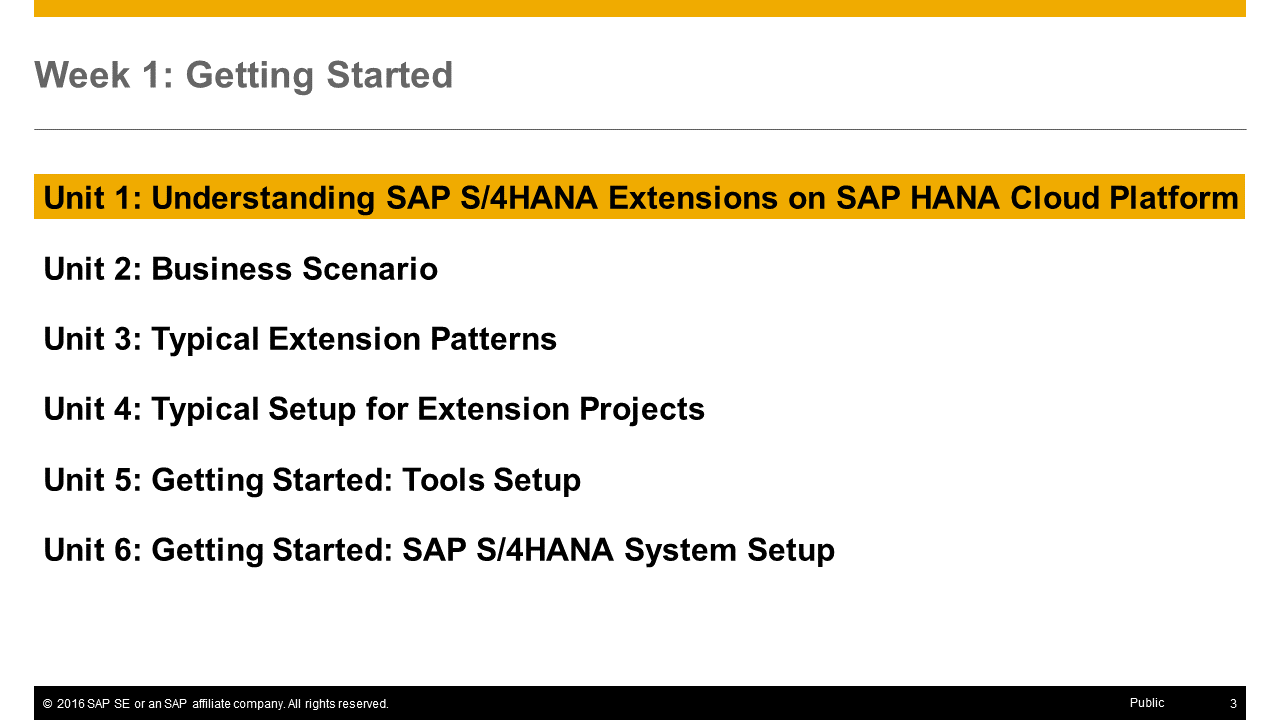 Week 1: Getting Started
Unit 1: Understanding SAP S/4HANA Extensions on SAP HANA Cloud Platform
Unit 2: Business Scenario
Unit 3: Typical Extension Patterns
Unit 4: Typical Setup for Extension Projects
Unit 5: Getting Started: Tools Setup
Unit 6: Getting Started: SAP S/4HANA System Setup
© 2016 SAP SE or an SAP affiliate company. All rights reserved. Public 3